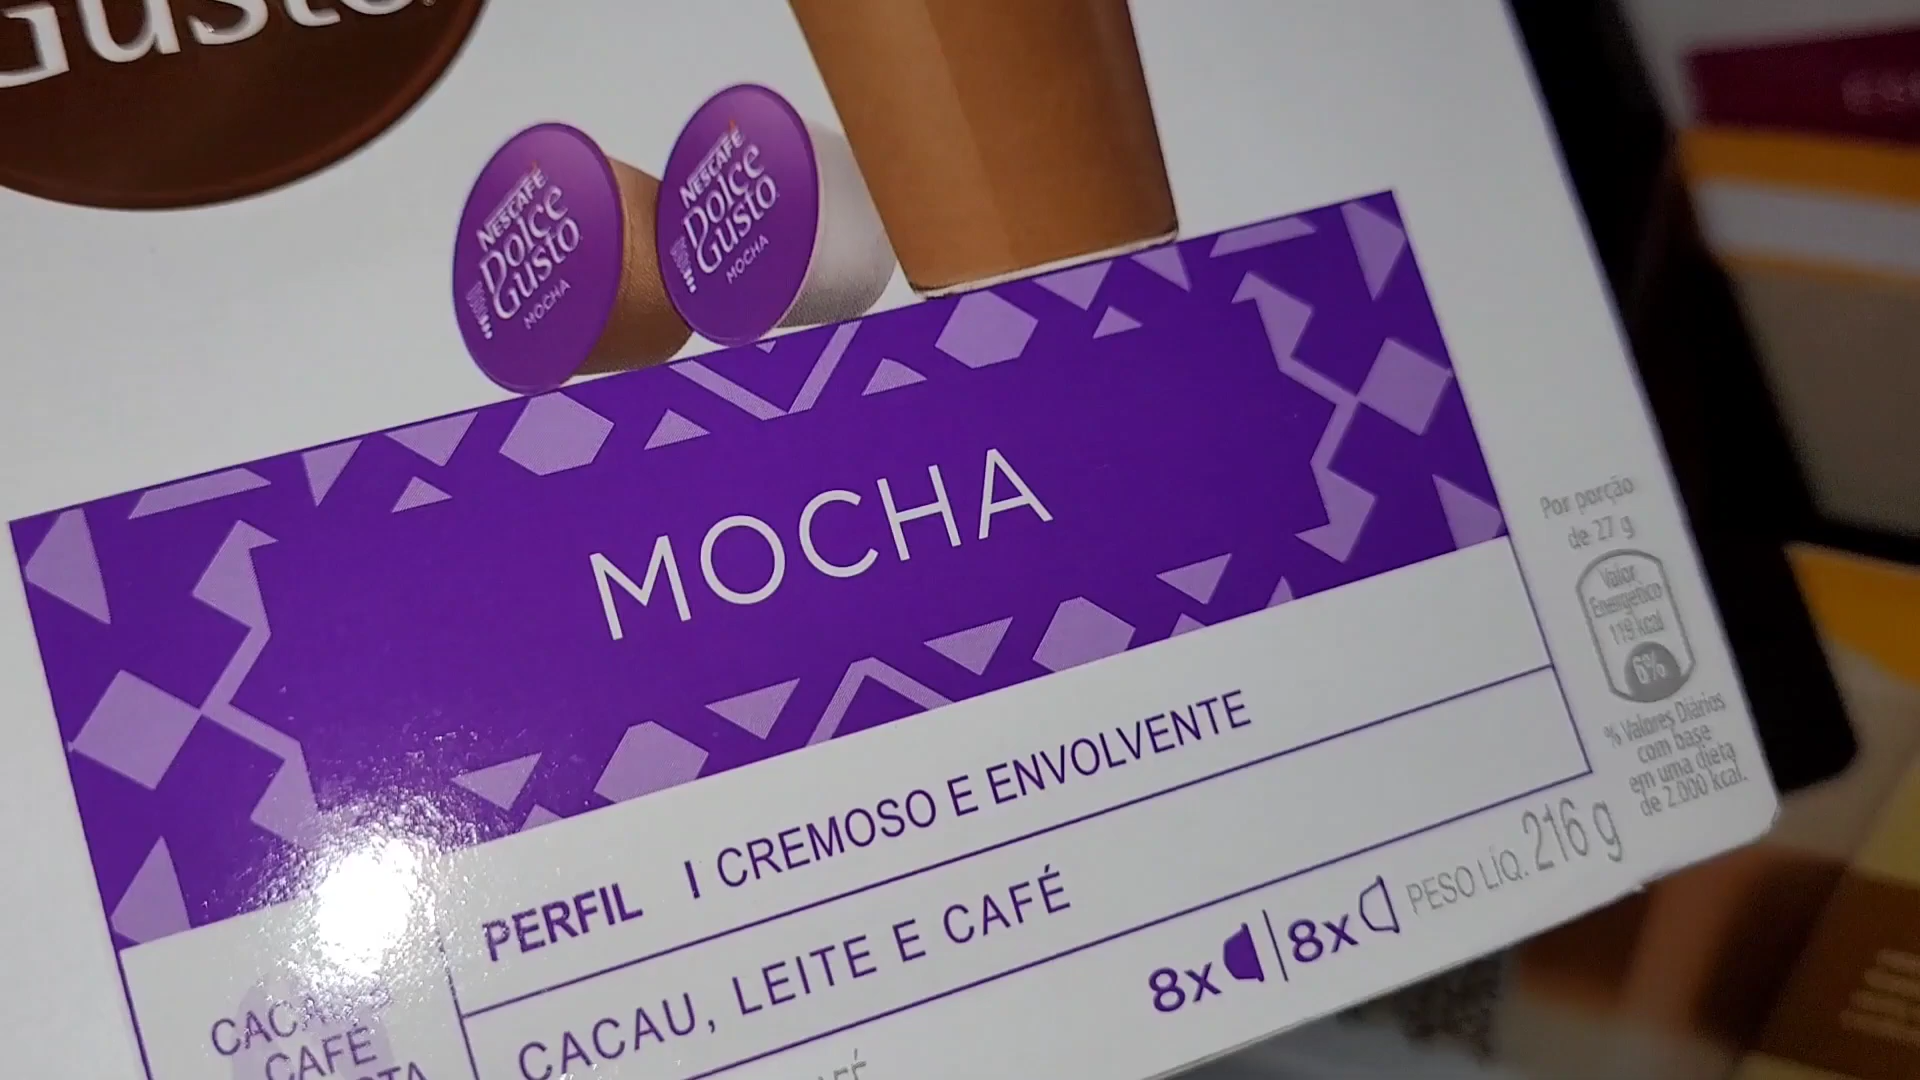 Gusto
NESCAFÉ
Dolce
Gusto
MOCHA
NESCAFÉ
Dolce
Gusto
MOCHA
MOCHA
Por porção
de 27 g
Valor
Energético
119 kcal
6%
% Valores Diários
com base
em uma dieta
de 2.000 kcal.
PERFIL | CREMOSO E ENVOLVENTE
CACAU, LEITE E CAFÉ
8x | 8x PESO LÍQ. 216 g
CAFÉ